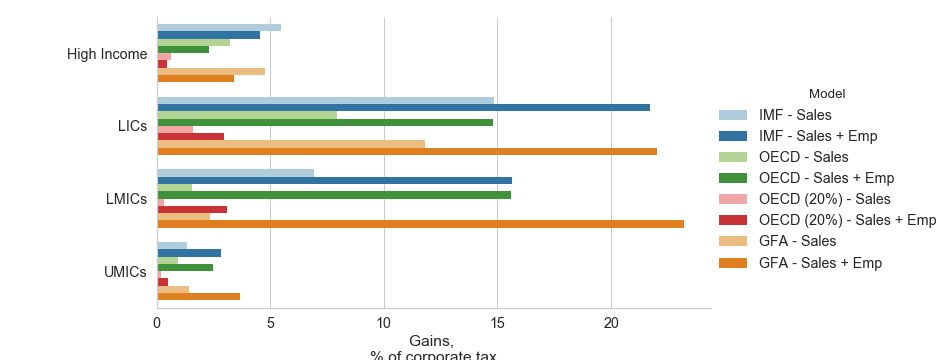 High Income
LICs
LMICs
UMICs
0 5 10 15 20
Gains,
% of corporate tax
Model
IMF - Sales
IMF - Sales + Emp
OECD - Sales
OECD - Sales + Emp
OECD (20%) - Sales
OECD (20%) - Sales + Emp
GFA - Sales
GFA - Sales + Emp